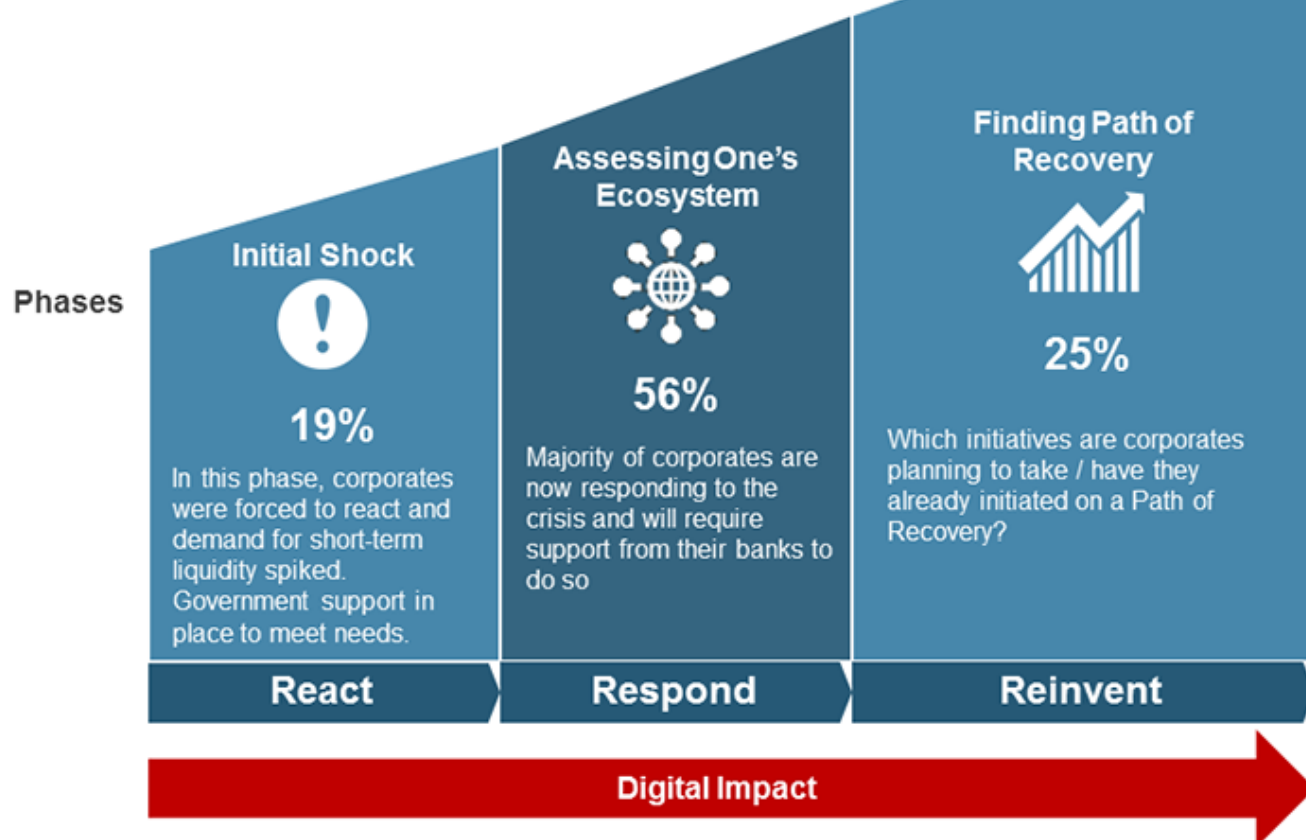 Phases
Initial Shock
19%
In this phase, corporates
were forced to react and
demand for short-term
liquidity spiked.
Government support in
place to meet needs.
React
Assessing One's
Ecosystem
56%
Majority of corporates are
now responding to the
crisis and will require
support from their banks to
do so
Respond
Finding Path of
Recovery
25%
Which initiatives are corporates
planning to take / have they
already initiated on a Path of
Recovery?
Reinvent
Digital Impact